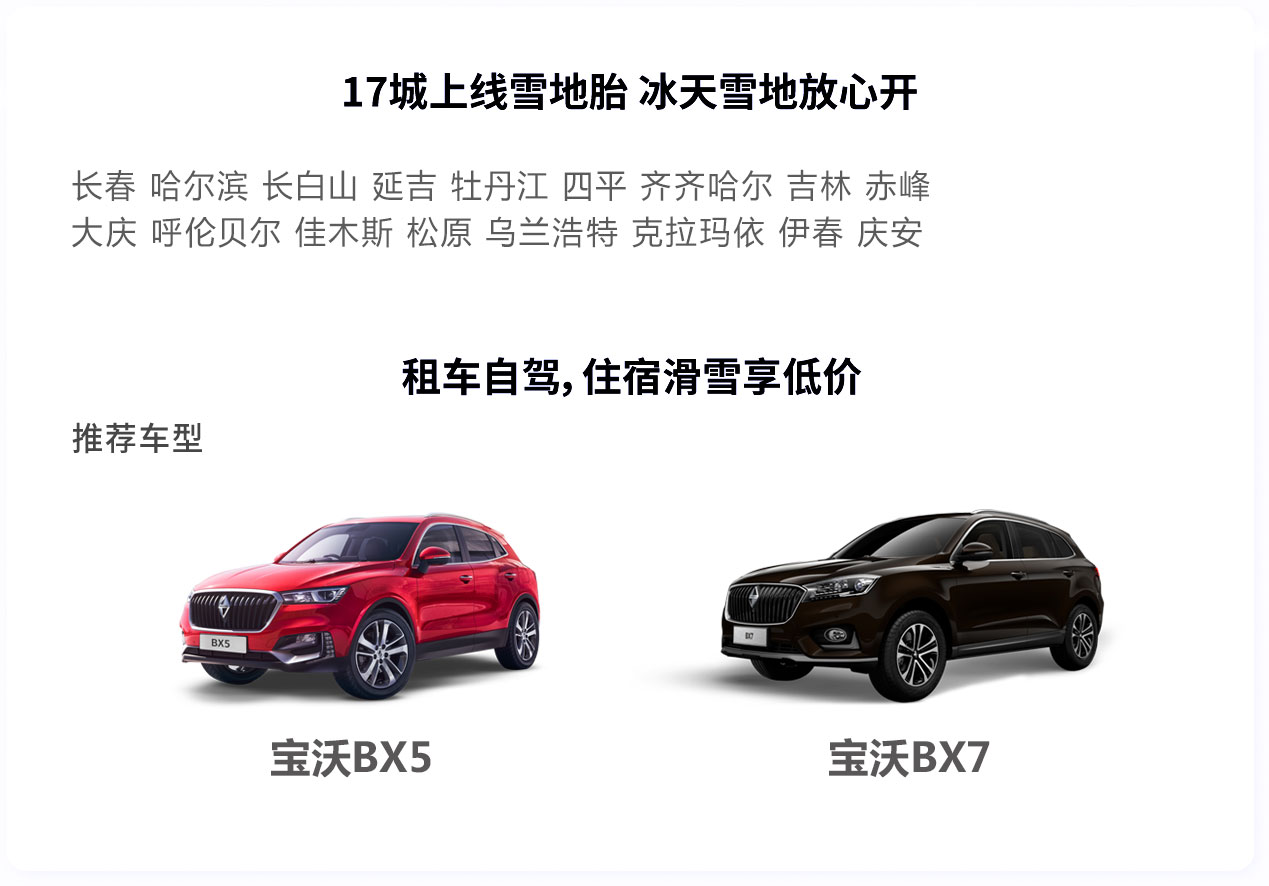 17城上线雪地胎 冰天雪地放心开
长春 哈尔滨 长白山 延吉 牡丹江 四平 齐齐哈尔 吉林 赤峰
大庆 呼伦贝尔 佳木斯 松原 乌兰浩特 克拉玛依 伊春 庆安
租车自驾,住宿滑雪享低价
推荐车型
BX5
BX7
宝沃BX5
宝沃BX7